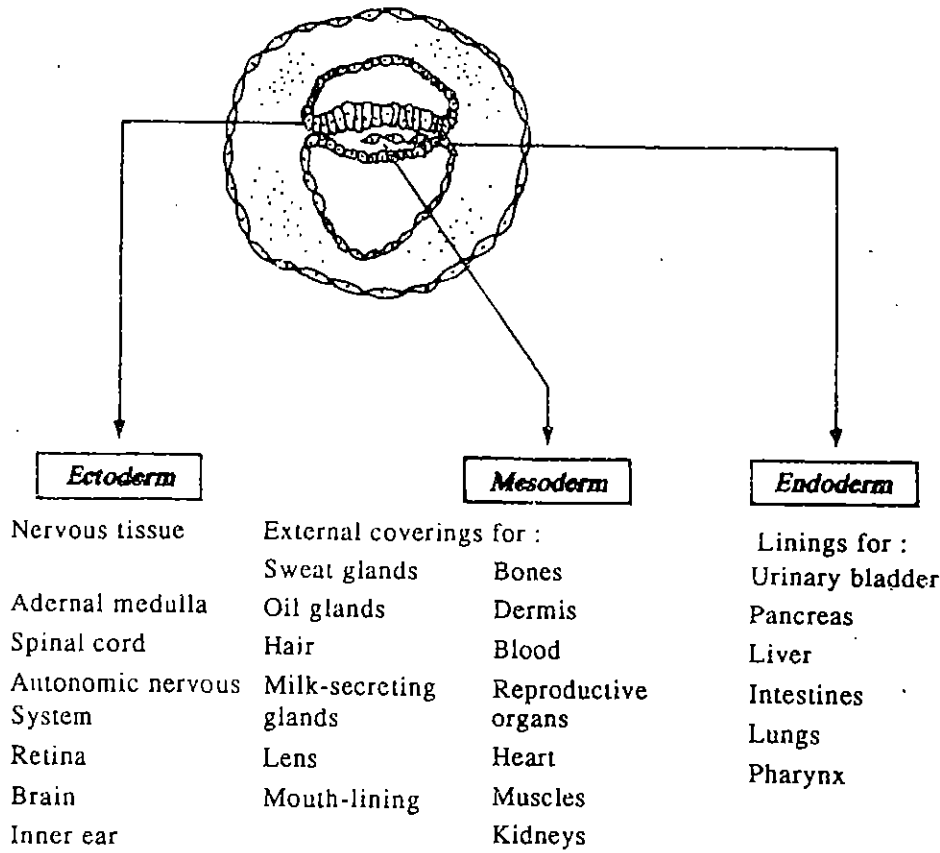 Ectoderm
Mesoderm
Endoderm
Nervous tissue
Adernal medulla
Spinal cord
Autonomic nervous
System
Retina
Brain
Inner ear
External coverings for :
Sweat glands
Oil glands
Hair
Milk-secreting
glands
Lens
Mouth-lining
Bones
Dermis
Blood
Reproductive
organs
Heart
Muscles
Kidneys
Linings for :
Urinary bladder
Pancreas
Liver
Intestines
Lungs
Pharynx